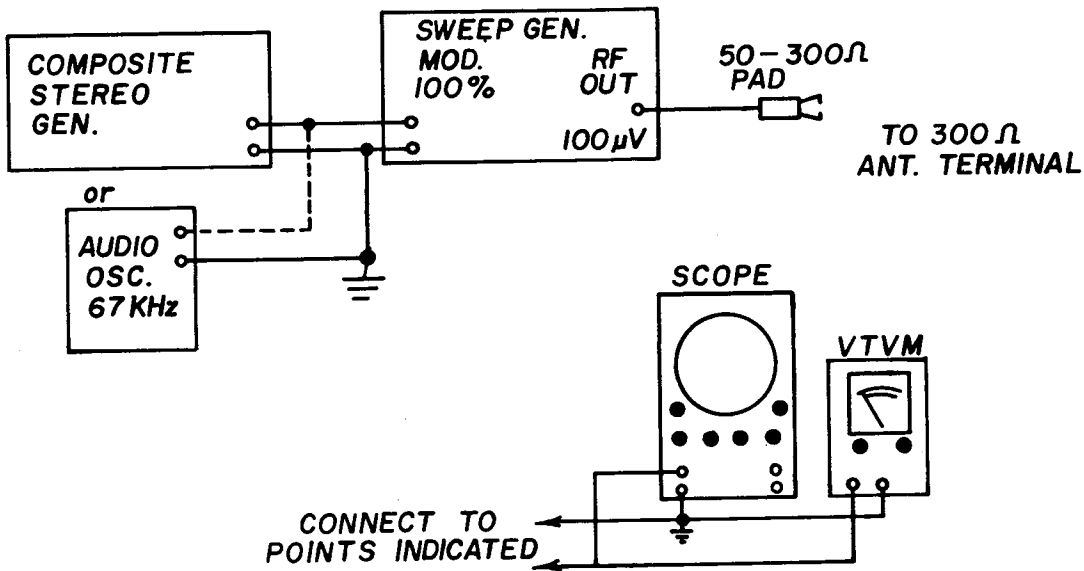 COMPOSITE
STEREO
GEN.
SWEEP GEN.
MOD. RF
100% OUT
100μV
50-300Ω
PAD
TO 300Ω
ANT. TERMINAL
or
AUDIO
OSC.
67KHz
SCOPE
VTVM
CONNECT TO
POINTS INDICATED